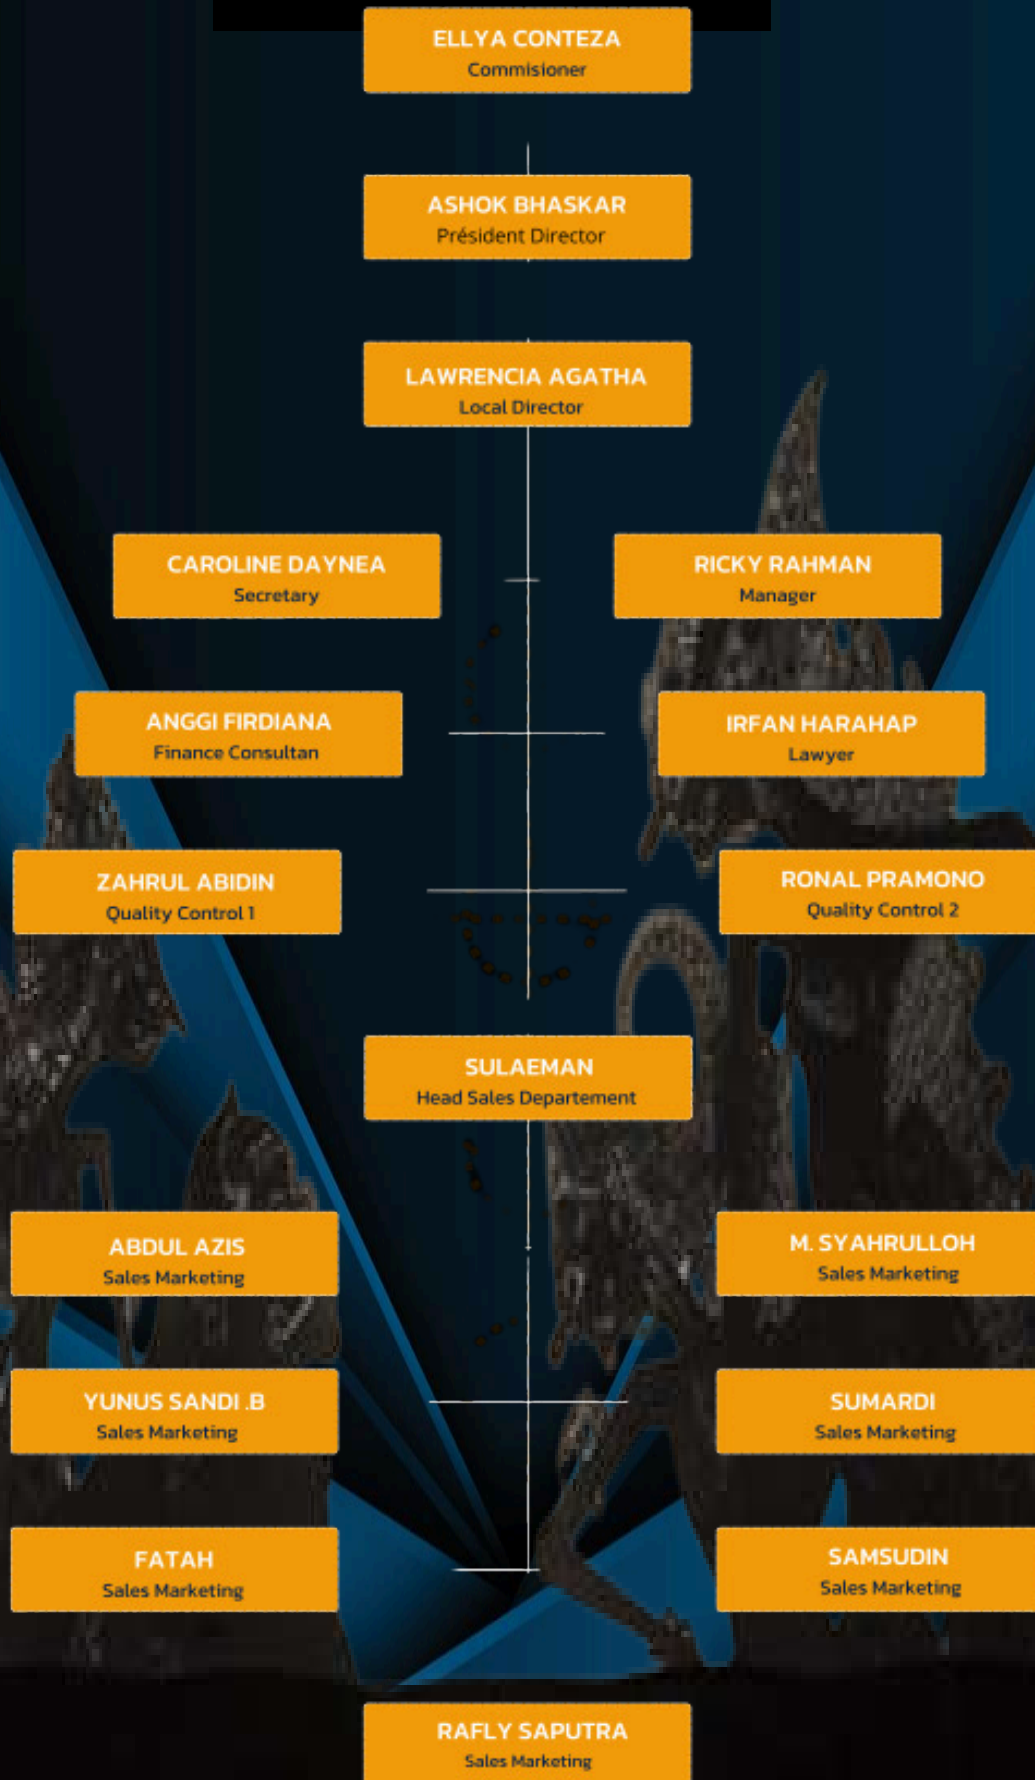 ELLYA CONTEZA
Commisioner
ASHOK BHASKAR
Président Director
LAWRENCIA AGATHA
Local Director
CAROLINE DAYNEA
Secretary
RICKY RAHMAN
Manager
ANGGI FIRDIANA
Finance Consultan
IRFAN HARAHAP
Lawyer
ZAHRUL ABIDIN
Quality Control 1
RONAL PRAMONO
Quality Control 2
SULAEMAN
Head Sales Departement
ABDUL AZIS
Sales Marketing
M. SYAHRULLOH
Sales Marketing
YUNUS SANDI .B
Sales Marketing
SUMARDI
Sales Marketing
FATAH
Sales Marketing
SAMSUDIN
Sales Marketing
RAFLY SAPUTRA
Sales Marketing